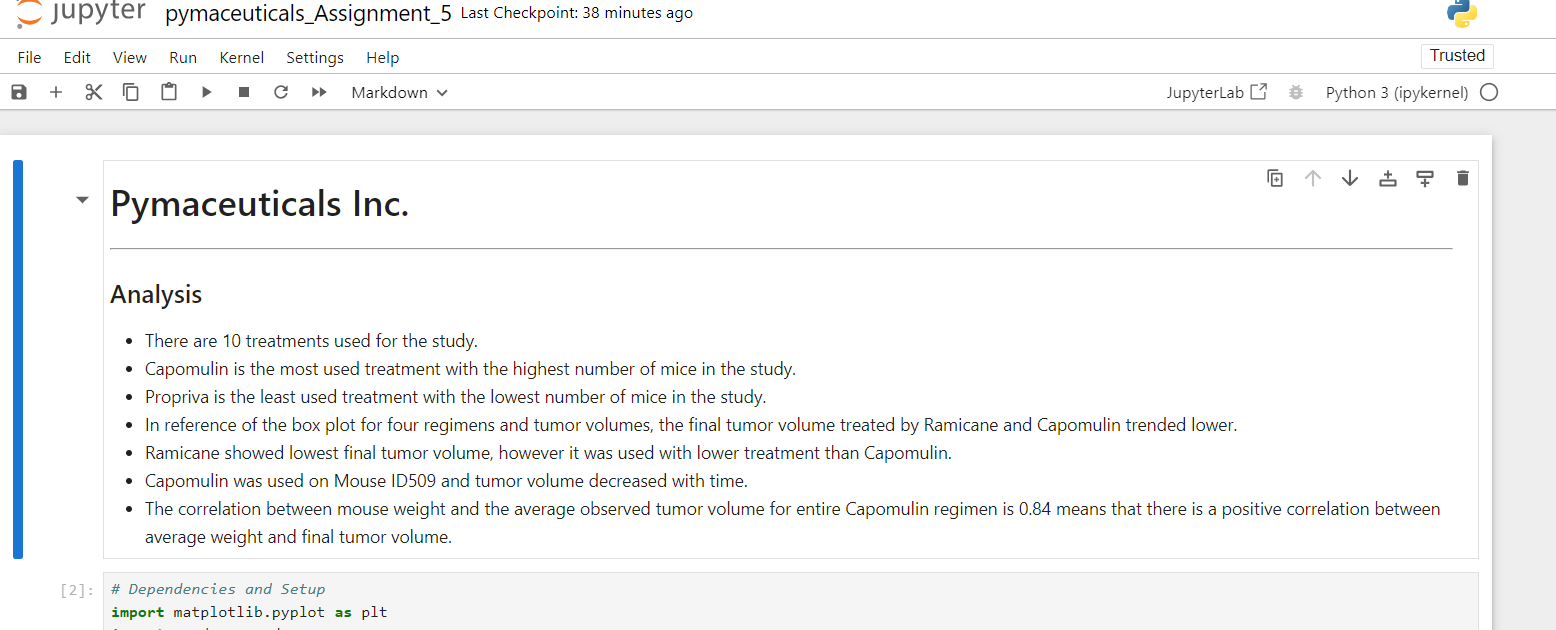 jupyter pymaceuticals_Assignment_5 Last Checkpoint: 38 minutes ago
File Edit View Run Kernel Settings Help Trusted
Markdown JupyterLab Python 3 (ipykernel)
Pymaceuticals Inc.
Analysis
• There are 10 treatments used for the study.
• Capomulin is the most used treatment with the highest number of mice in the study.
• Propriva is the least used treatment with the lowest number of mice in the study.
• In reference of the box plot for four regimens and tumor volumes, the final tumor volume treated by Ramicane and Capomulin trended lower.
• Ramicane showed lowest final tumor volume, however it was used with lower treatment than Capomulin.
• Capomulin was used on Mouse ID509 and tumor volume decreased with time.
• The correlation between mouse weight and the average observed tumor volume for entire Capomulin regimen is 0.84 means that there is a positive correlation between
average weight and final tumor volume.
[2]: # Dependencies and Setup
import matplotlib.pyplot as plt